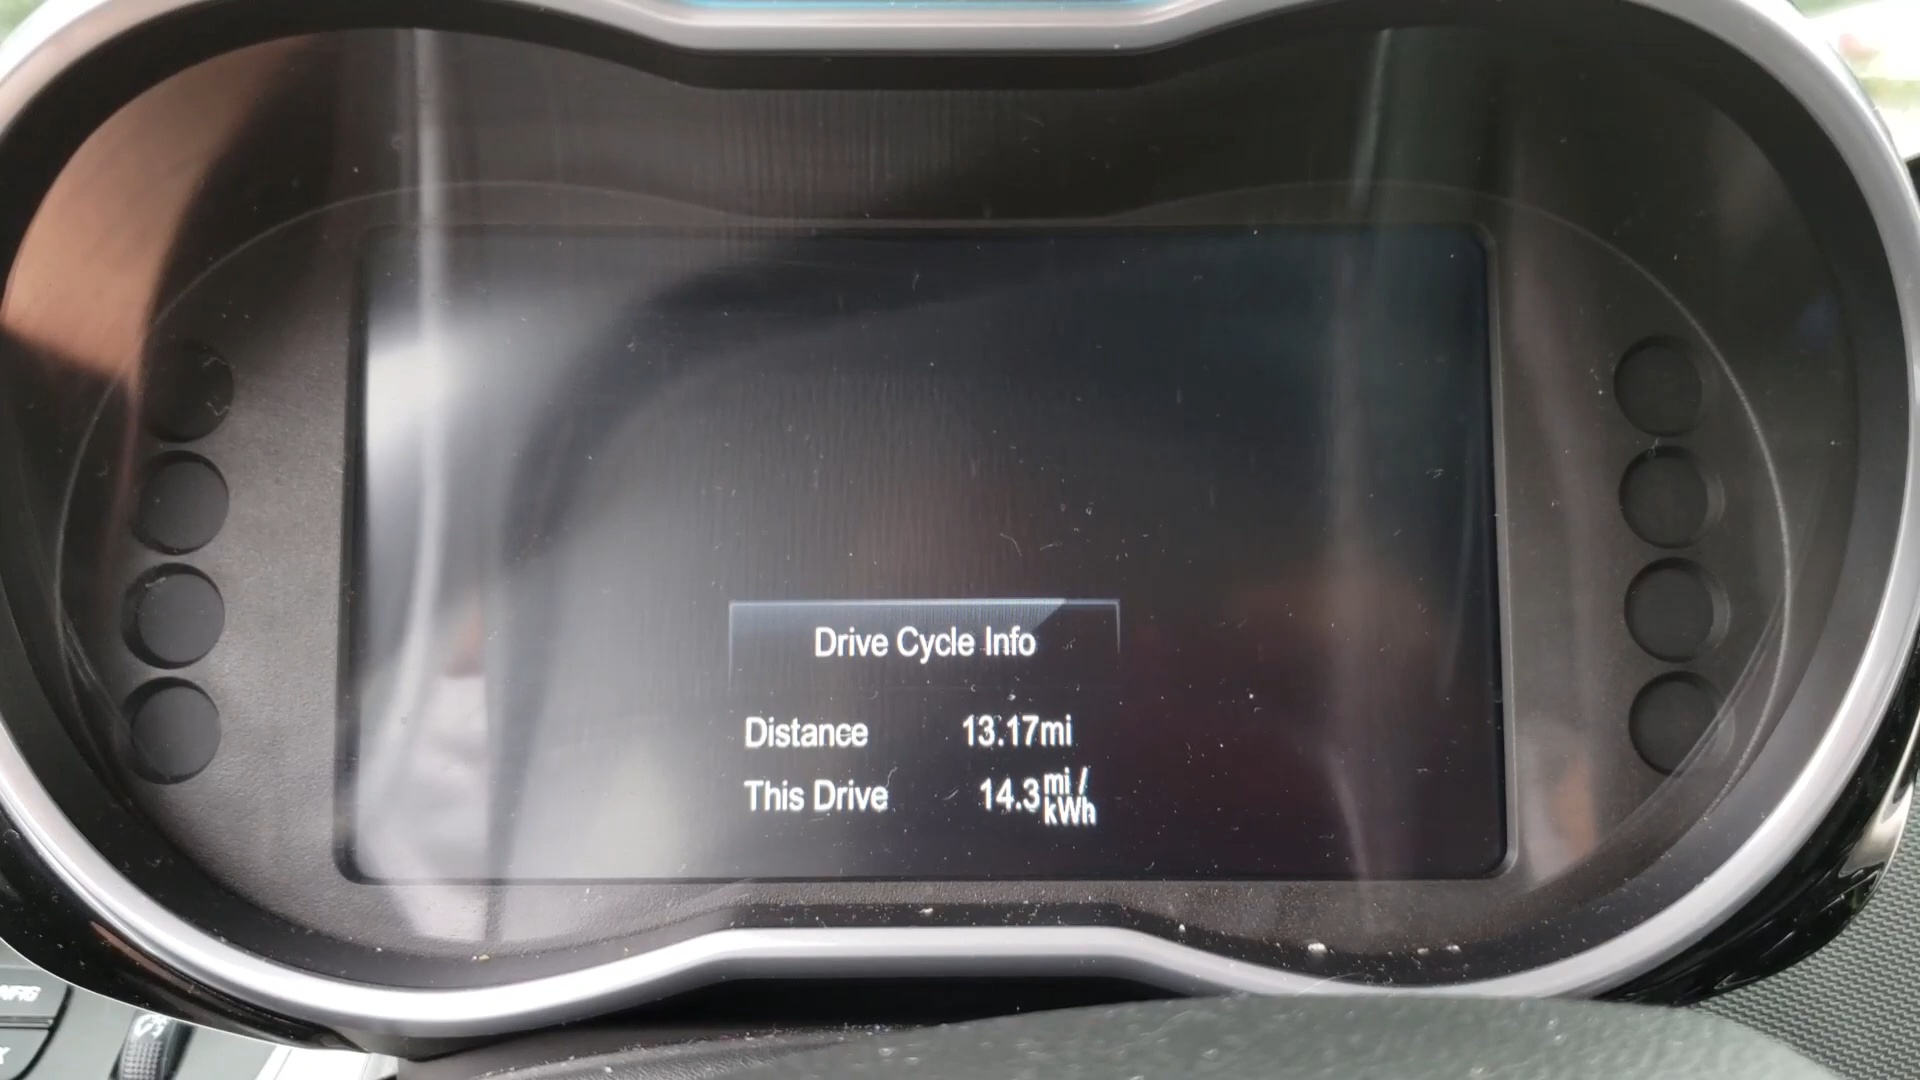 Drive Cycle Info
Distance 13.17mi
This Drive 14.3 mi / kWh